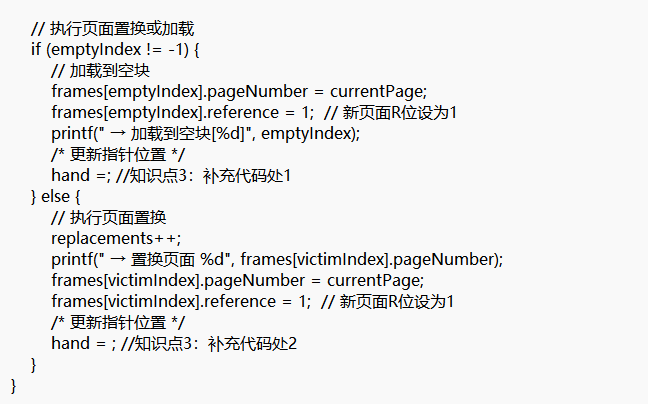 // 执行页面置换或加载
if (emptyIndex != -1) {
// 加载到空块
frames[emptyIndex].pageNumber = currentPage;
frames[emptyIndex].reference = 1;  // 新页面R位设为1
printf(" → 加载到空块[%d]", emptyIndex);
/* 更新指针位置 */
hand =; //知识点3：补充代码处1
} else {
// 执行页面置换
replacements++;
printf(" → 置换页面 %d", frames[victimIndex].pageNumber);
frames[victimIndex].pageNumber = currentPage;
frames[victimIndex].reference = 1;  // 新页面R位设为1
/* 更新指针位置 */
hand = ; //知识点3：补充代码处2
}
}